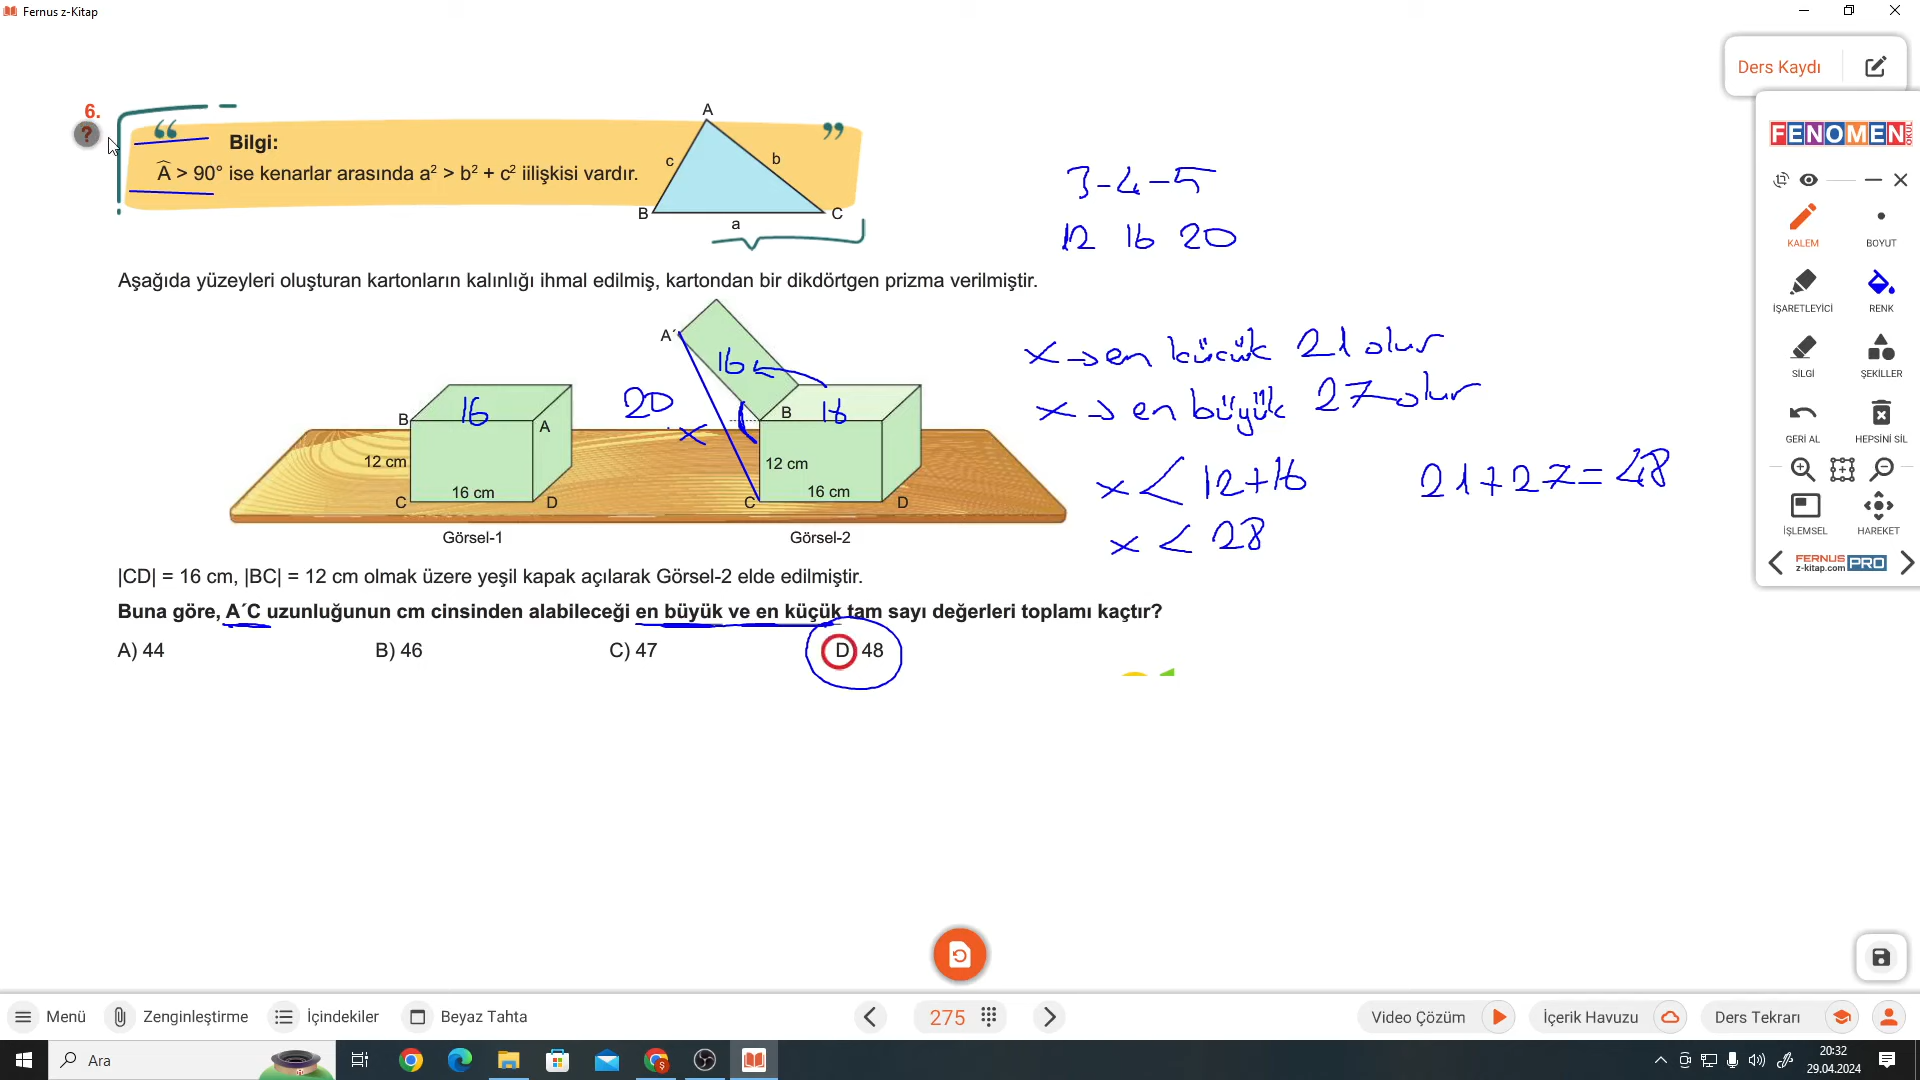 Fernus z-Kitap
Ders Kaydı
6.
?
“ Bilgi: ”
Â > 90° ise kenarlar arasında a² > b² + c² iilişkisi vardır.
A
c
b
B
C
a
3-4-5
12 16 20
Aşağıda yüzeyleri oluşturan kartonların kalınlığı ihmal edilmiş, kartondan bir dikdörtgen prizma verilmiştir.
B
16
A
12 cm
16 cm
C
D
Görsel-1
A´
16
20
x
B
16
12 cm
16 cm
C
D
Görsel-2
x → en küçük 21 olur
x → en büyük 27 olur
x < 12+16
21+27=48
x < 28
|CD| = 16 cm, |BC| = 12 cm olmak üzere yeşil kapak açılarak Görsel-2 elde edilmiştir.
Buna göre, A´C uzunluğunun cm cinsinden alabileceği en büyük ve en küçük tam sayı değerleri toplamı kaçtır?
A) 44 B) 46 C) 47 D) 48
FENOMEN OKUL
KALEM BOYUT
İŞARETLEYİCİ RENK
SİLGİ ŞEKİLLER
GERİ AL HEPSİNİ SİL
İŞLEMSEL HAREKET
FERNUS
z-kitap.com PRO
Menü Zenginleştirme İçindekiler Beyaz Tahta 275 Video Çözüm İçerik Havuzu Ders Tekrarı
Ara
20:32
29.04.2024